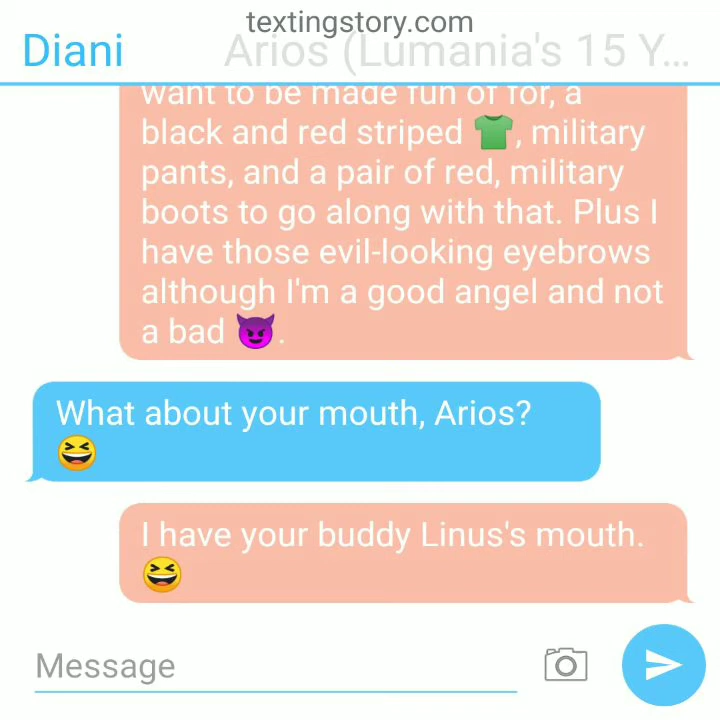 textingstory.com
Diani
Arios (Lumania's 15 Y...
want to be made fun of for, a
black and red striped 👕, military
pants, and a pair of red, military
boots to go along with that. Plus I
have those evil-looking eyebrows
although I'm a good angel and not
a bad 😈.
What about your mouth, Arios?
😆
I have your buddy Linus's mouth.
😆
Message